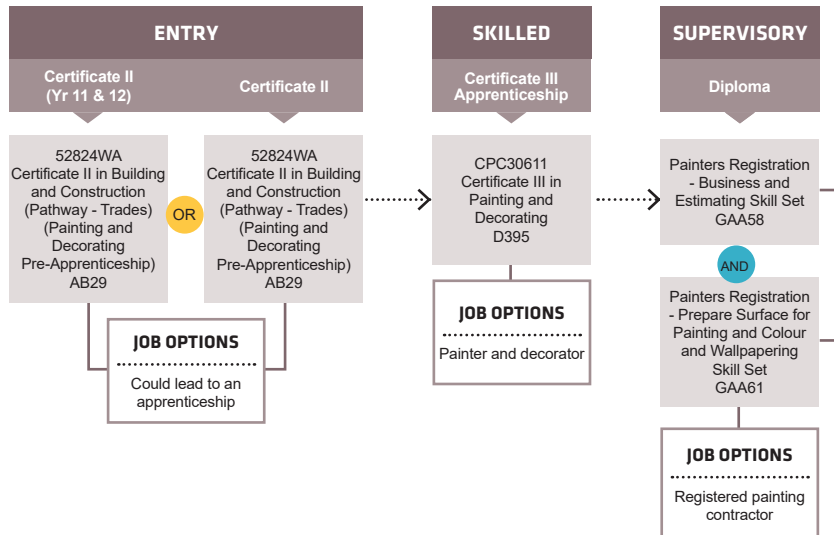 ENTRY
Certificate II
(Yr 11 & 12)
Certificate II
52824WA
Certificate II in Building
and Construction
(Pathway - Trades)
(Painting and
Decorating
Pre-Apprenticeship)
AB29
OR
52824WA
Certificate II in Building
and Construction
(Pathway - Trades)
(Painting and
Decorating
Pre-Apprenticeship)
AB29
JOB OPTIONS
Could lead to an
apprenticeship
SKILLED
Certificate III
Apprenticeship
CPC30611
Certificate III in
Painting and
Decorating
D395
JOB OPTIONS
Painter and decorator
SUPERVISORY
Diploma
Painters Registration
- Business and
Estimating Skill Set
GAA58
AND
Painters Registration
- Prepare Surface for
Painting and Colour
and Wallpapering
Skill Set
GAA61
JOB OPTIONS
Registered painting
contractor